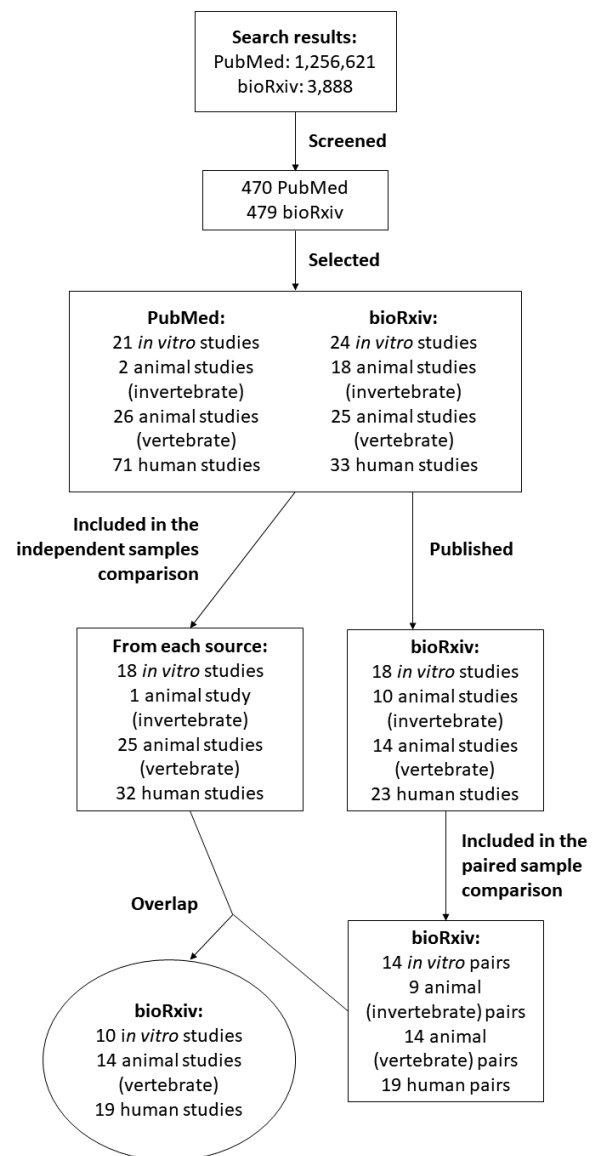 Search results:
PubMed: 1,256,621
bioRxiv: 3,888
Screened
470 PubMed
479 bioRxiv
Selected
PubMed:
21 in vitro studies
2 animal studies
(invertebrate)
26 animal studies
(vertebrate)
71 human studies
bioRxiv:
24 in vitro studies
18 animal studies
(invertebrate)
25 animal studies
(vertebrate)
33 human studies
Included in the
independent samples
comparison
Published
From each source:
18 in vitro studies
1 animal study
(invertebrate)
25 animal studies
(vertebrate)
32 human studies
bioRxiv:
18 in vitro studies
10 animal studies
(invertebrate)
14 animal studies
(vertebrate)
23 human studies
Included in the
paired sample
comparison
Overlap
bioRxiv:
14 in vitro pairs
9 animal
(invertebrate) pairs
14 animal
(vertebrate) pairs
19 human pairs
bioRxiv:
10 in vitro studies
14 animal studies
(vertebrate)
19 human studies